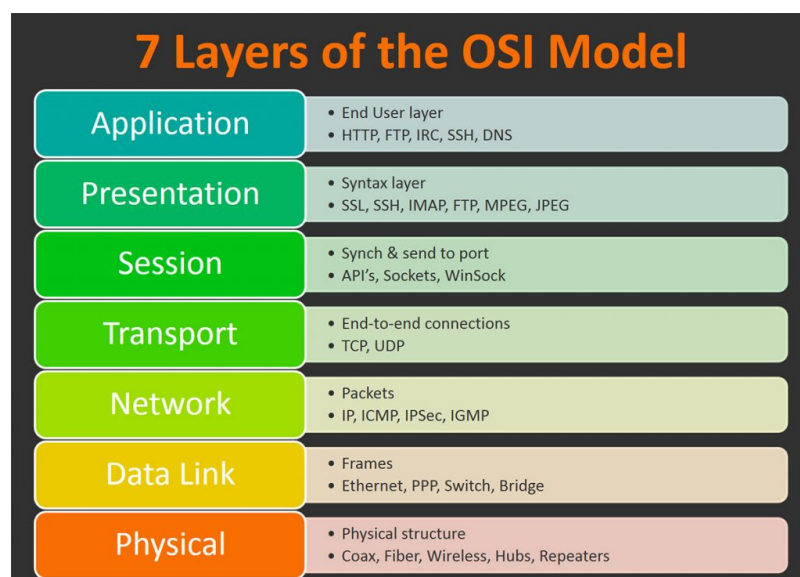 7 Layers of the OSI Model
Application
• End User layer
• HTTP, FTP, IRC, SSH, DNS
Presentation
• Syntax layer
• SSL, SSH, IMAP, FTP, MPEG, JPEG
Session
• Synch & send to port
• API's, Sockets, WinSock
Transport
• End-to-end connections
• TCP, UDP
Network
• Packets
• IP, ICMP, IPSec, IGMP
Data Link
• Frames
• Ethernet, PPP, Switch, Bridge
Physical
• Physical structure
• Coax, Fiber, Wireless, Hubs, Repeaters